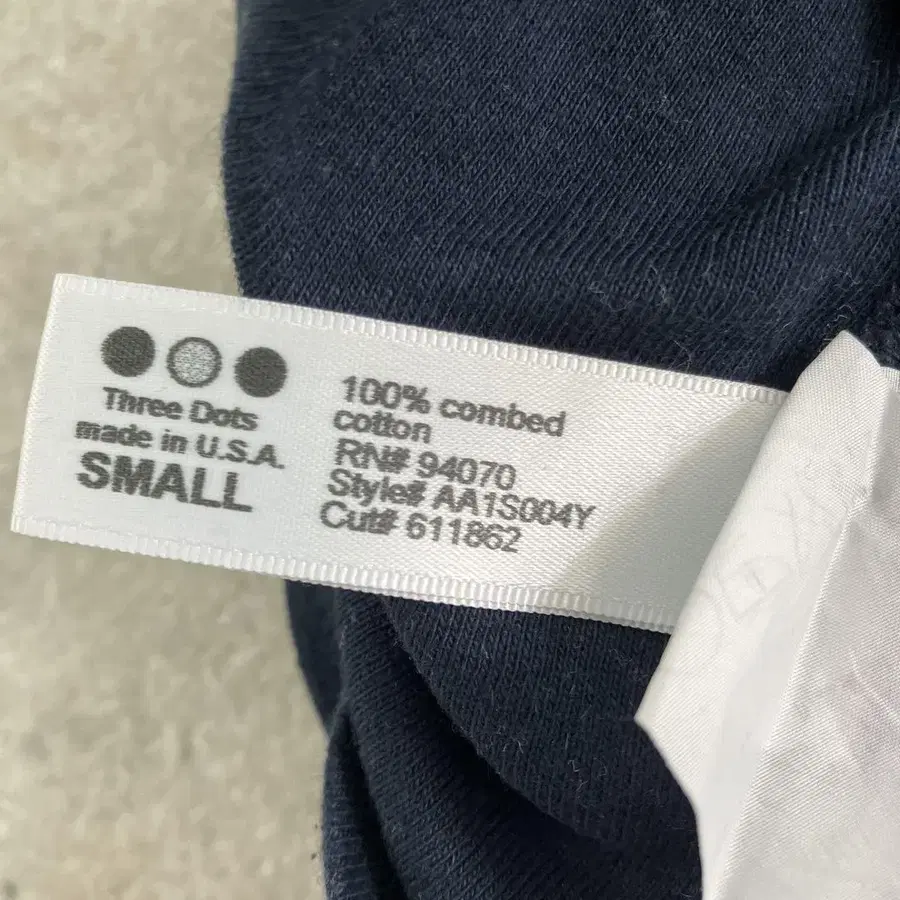 Three Dots
made in U.S.A.
SMALL
100% combed
cotton
RN# 94070
Style# AA1S004Y
Cut# 611862